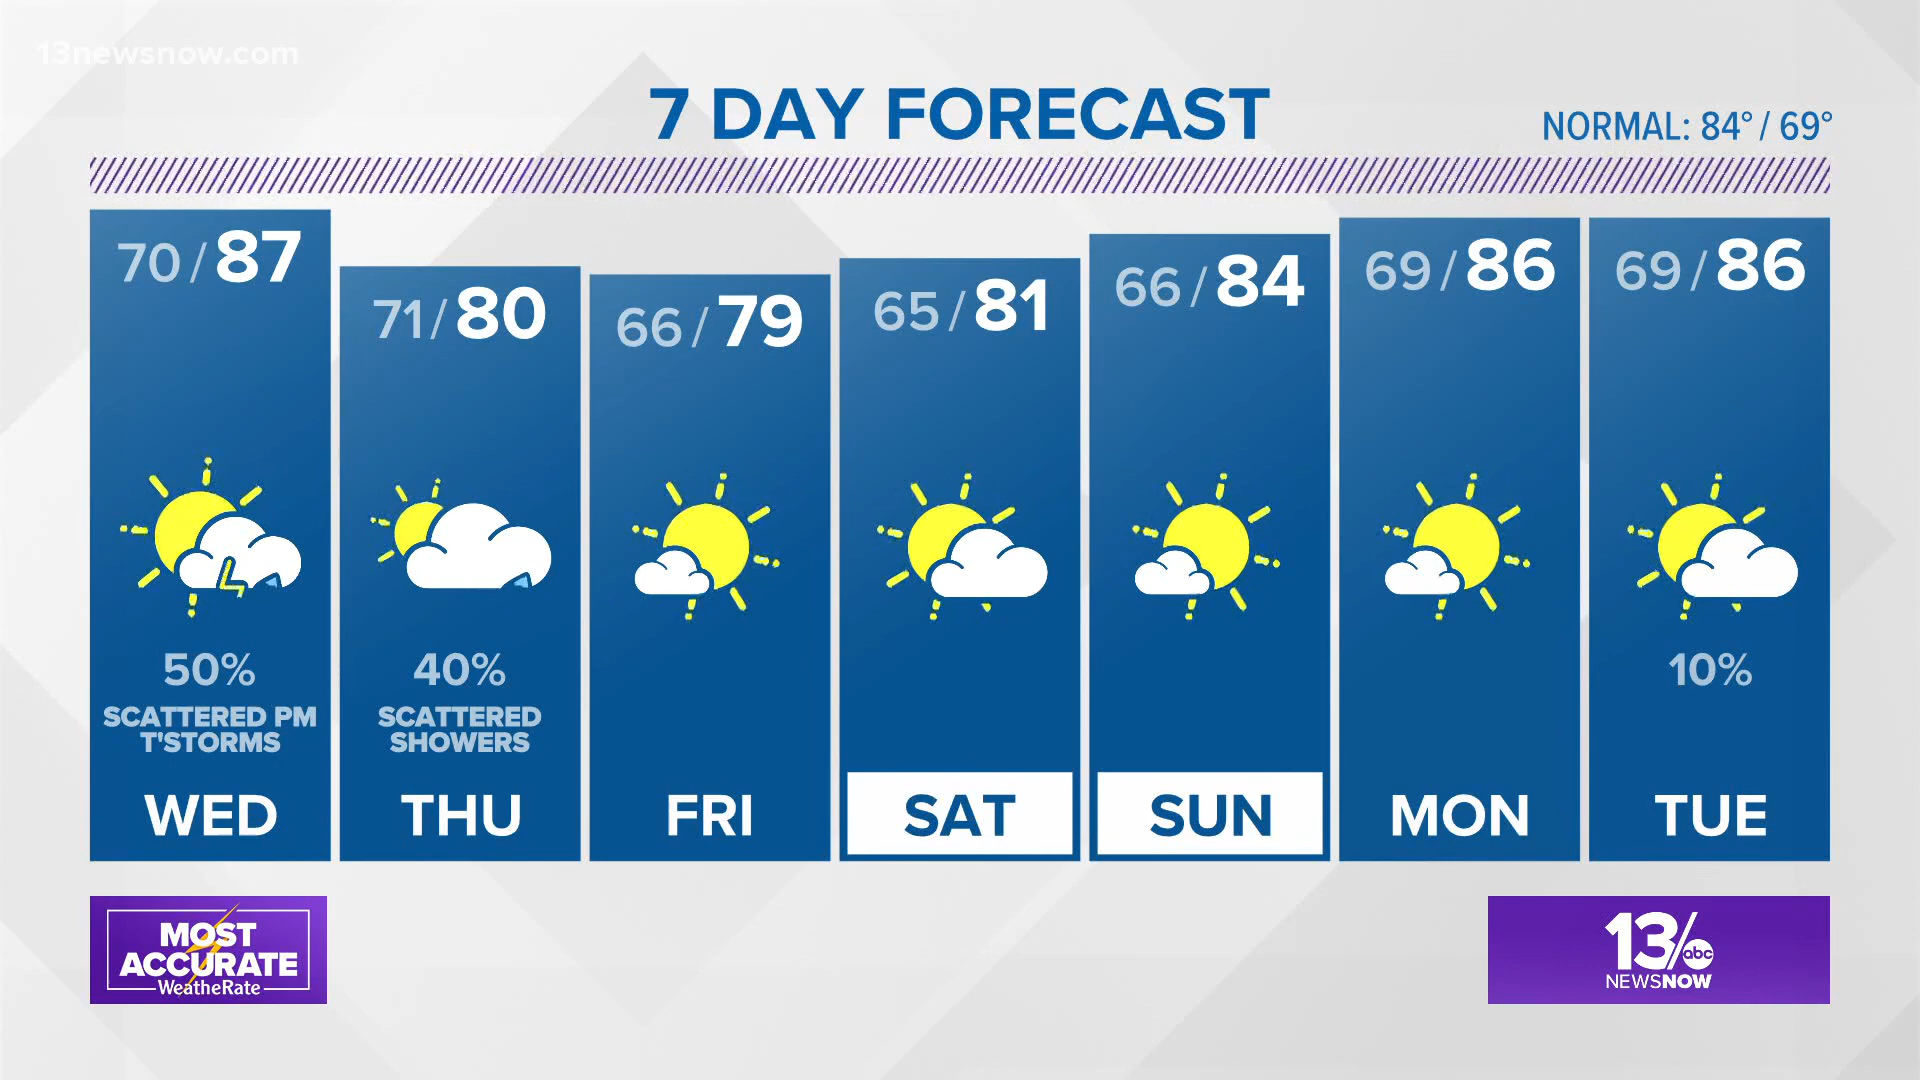 13newsnow.com
7 DAY FORECAST
NORMAL: 84° / 69°
70 / 87
71 / 80
66 / 79
65 / 81
66 / 84
69 / 86
69 / 86
50%
SCATTERED PM
T'STORMS
40%
SCATTERED
SHOWERS
10%
WED
THU
FRI
SAT
SUN
MON
TUE
MOST
ACCURATE
WeatheRate
13/
abc
NEWSNOW